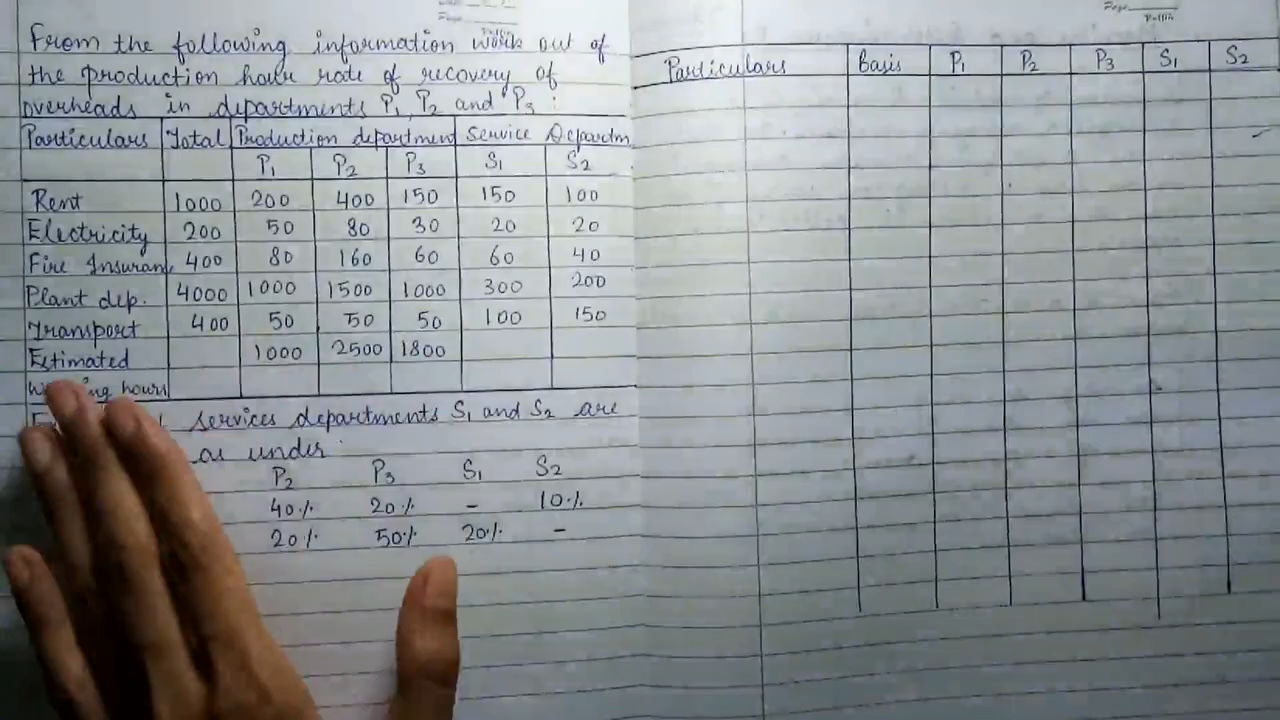 From the following information work out of
the production hour rate of recovery of
overheads in departments P1, P2 and P3 :
Particulars Total Production department Service Departm
P1 P2 P3 S1 S2
Rent 1000 200 400 150 150 100
Electricity 200 50 80 30 20 20
Fire Insuran 400 80 160 60 60 40
Plant dep. 4000 1000 1500 1000 300 200
Transport 400 50 50 50 100 150
Estimated 1000 2500 1800
hours
services departments S1 and S2 are
as under
P2 P3 S1 S2
40% 20% - 10%
20% 50% 20% -
Page
Particulars Basis P1 P2 P3 S1 S2